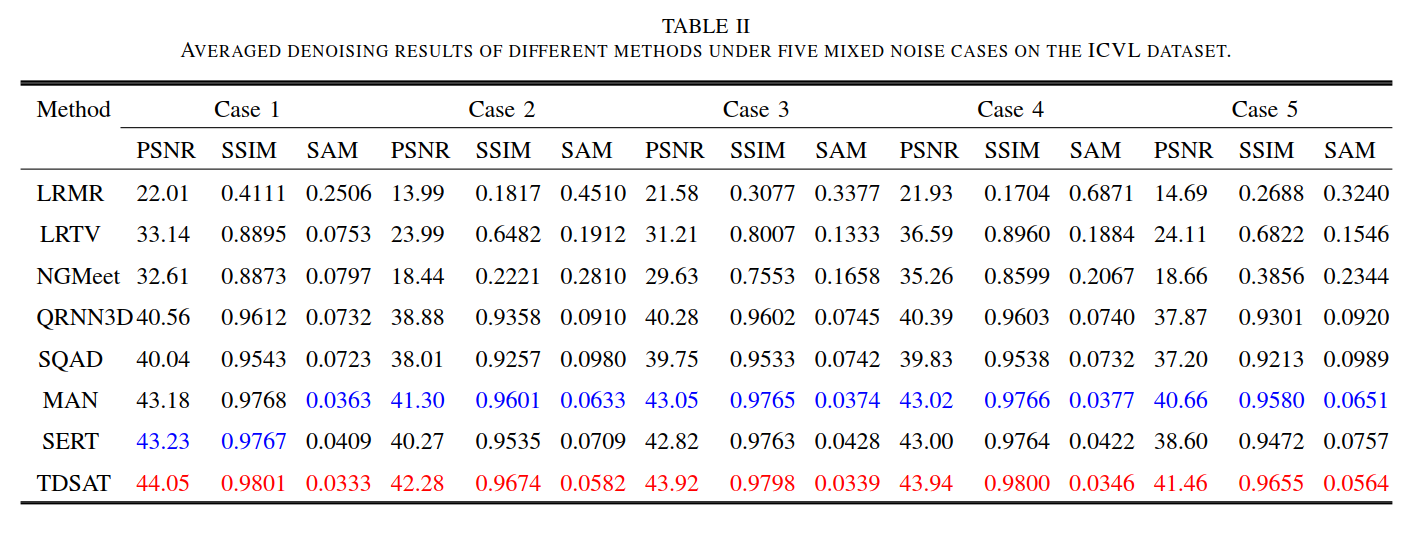 TABLE II
AVERAGED DENOISING RESULTS OF DIFFERENT METHODS UNDER FIVE MIXED NOISE CASES ON THE ICVL DATASET.
Method Case 1 Case 2 Case 3 Case 4 Case 5
PSNR SSIM SAM PSNR SSIM SAM PSNR SSIM SAM PSNR SSIM SAM PSNR SSIM SAM
LRMR 22.01 0.4111 0.2506 13.99 0.1817 0.4510 21.58 0.3077 0.3377 21.93 0.1704 0.6871 14.69 0.2688 0.3240
LRTV 33.14 0.8895 0.0753 23.99 0.6482 0.1912 31.21 0.8007 0.1333 36.59 0.8960 0.1884 24.11 0.6822 0.1546
NGMeet 32.61 0.8873 0.0797 18.44 0.2221 0.2810 29.63 0.7553 0.1658 35.26 0.8599 0.2067 18.66 0.3856 0.2344
QRNN3D 40.56 0.9612 0.0732 38.88 0.9358 0.0910 40.28 0.9602 0.0745 40.39 0.9603 0.0740 37.87 0.9301 0.0920
SQAD 40.04 0.9543 0.0723 38.01 0.9257 0.0980 39.75 0.9533 0.0742 39.83 0.9538 0.0732 37.20 0.9213 0.0989
MAN 43.18 0.9768 0.0363 41.30 0.9601 0.0633 43.05 0.9765 0.0374 43.02 0.9766 0.0377 40.66 0.9580 0.0651
SERT 43.23 0.9767 0.0409 40.27 0.9535 0.0709 42.82 0.9763 0.0428 43.00 0.9764 0.0422 38.60 0.9472 0.0757
TDSAT 44.05 0.9801 0.0333 42.28 0.9674 0.0582 43.92 0.9798 0.0339 43.94 0.9800 0.0346 41.46 0.9655 0.0564